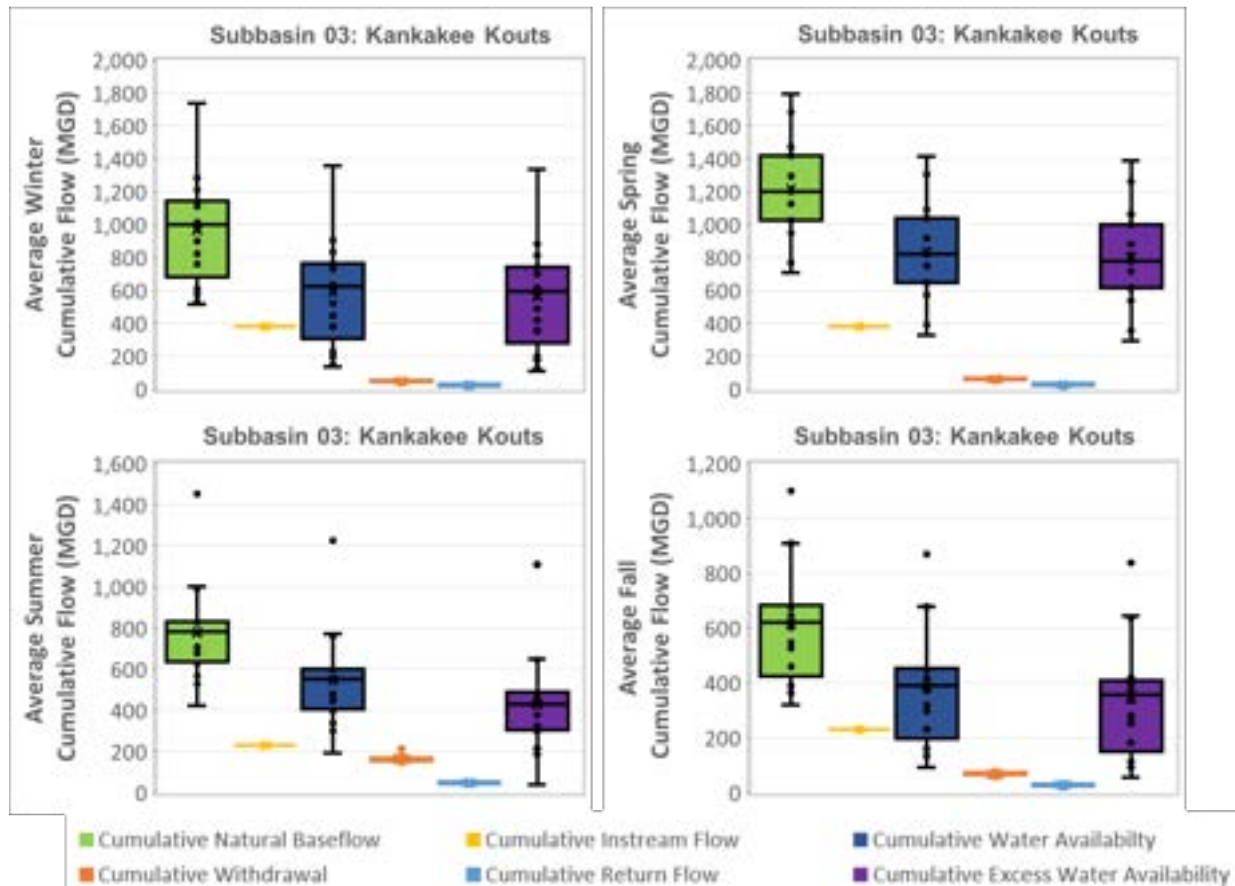 Subbasin 03: Kankakee Kouts
Average Winter
Cumulative Flow (MGD)
2,000
1,800
1,600
1,400
1,200
1,000
800
600
400
200
0
Subbasin 03: Kankakee Kouts
Average Spring
Cumulative Flow (MGD)
2,000
1,800
1,600
1,400
1,200
1,000
800
600
400
200
0
Subbasin 03: Kankakee Kouts
Average Summer
Cumulative Flow (MGD)
1,600
1,400
1,200
1,000
800
600
400
200
0
Subbasin 03: Kankakee Kouts
Average Fall
Cumulative Flow (MGD)
1,200
1,000
800
600
400
200
0
Cumulative Natural Baseflow
Cumulative Instream Flow
Cumulative Water Availabilty
Cumulative Withdrawal
Cumulative Return Flow
Cumulative Excess Water Availability